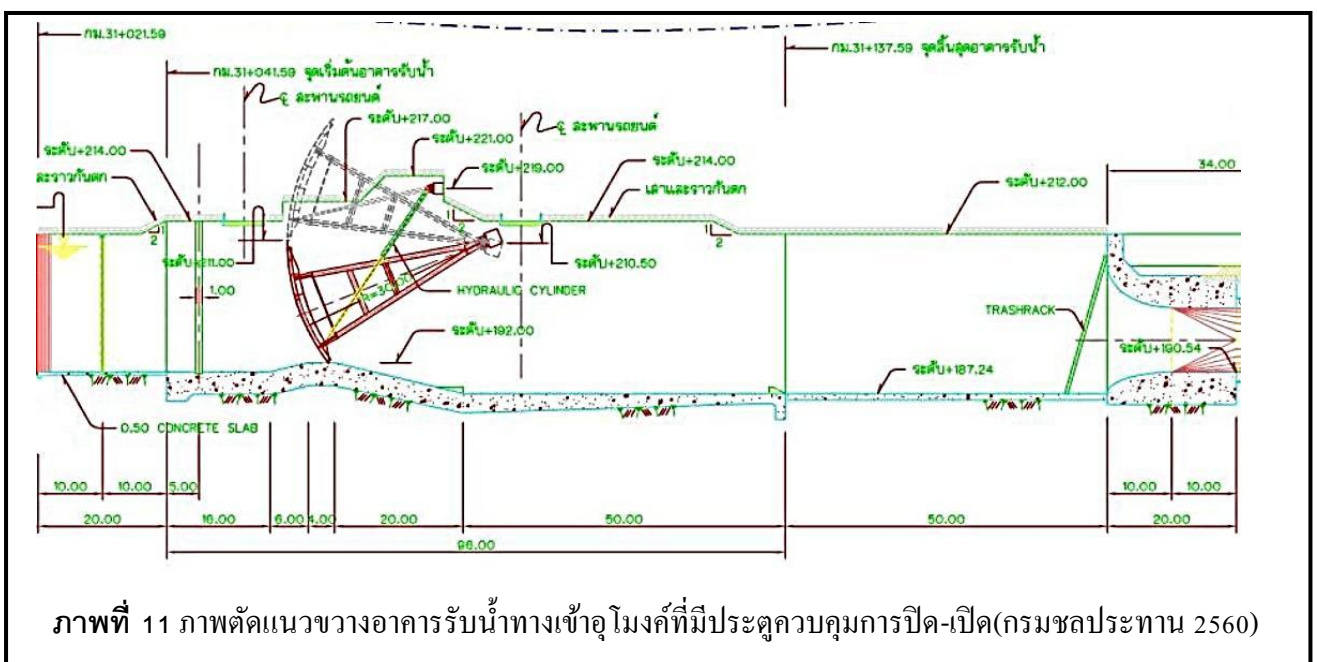 กม.31+021.59
กม.31+137.59 จุดสิ้นสุดอาคารรับน้ำ
กม.31+041.59 จุดเริ่มต้นอาคารรับน้ำ
℄ สะพานรถยนต์
ระดับ+217.00
ระดับ+221.00
℄ สะพานรถยนต์
ระดับ+214.00
ระดับ+219.00
ระดับ+214.00
34.00
ละราวกันตก
เสาและราวกันตก
ระดับ+212.00
1
2
1
2
1
2
ระดับ+211.00
ระดับ+210.50
1.00
R=30.00
HYDRAULIC CYLINDER
TRASHRACK
ระดับ+192.00
ระดับ+190.54
ระดับ+187.24
0.50 CONCRETE SLAB
10.00 10.00 5.00 10.00 10.00
20.00 16.00 6.00 4.00 20.00 50.00 50.00 20.00
96.00
ภาพที่ 11 ภาพตัดแนวขวางอาคารรับน้ำทางเข้าอุโมงค์ที่มีประตูควบคุมการปิด-เปิด(กรมชลประทาน 2560)